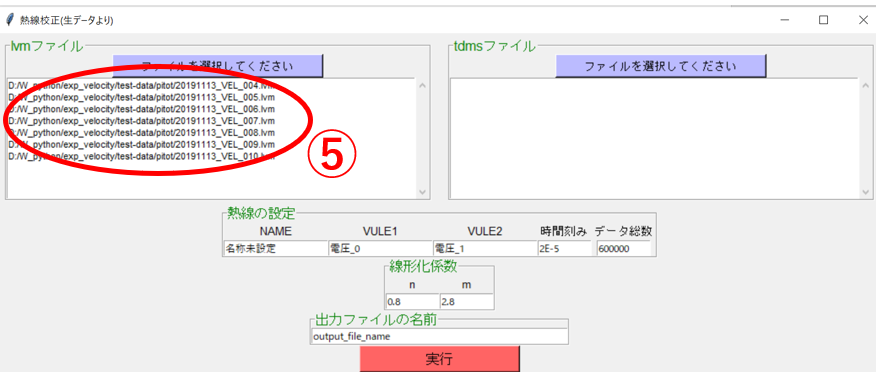 熱線校正(生データより)
lvmファイル
tdmsファイル
ファイルを選択してください
ファイルを選択してください
D:/W_python/exp_velocity/test-data/pitot/20191113_VEL_004.lvm
D:/W_python/exp_velocity/test-data/pitot/20191113_VEL_005.lvm
D:/W_python/exp_velocity/test-data/pitot/20191113_VEL_006.lvm
D:/W_python/exp_velocity/test-data/pitot/20191113_VEL_007.lvm
D:/W_python/exp_velocity/test-data/pitot/20191113_VEL_008.lvm
D:/W_python/exp_velocity/test-data/pitot/20191113_VEL_009.lvm
D:/W_python/exp_velocity/test-data/pitot/20191113_VEL_010.lvm
⑤
熱線の設定
NAME VULE1 VULE2 時間刻み データ総数
名称未設定 電圧_0 電圧_1 2E-5 600000
線形化係数
n m
0.8 2.8
出力ファイルの名前
output_file_name
実行